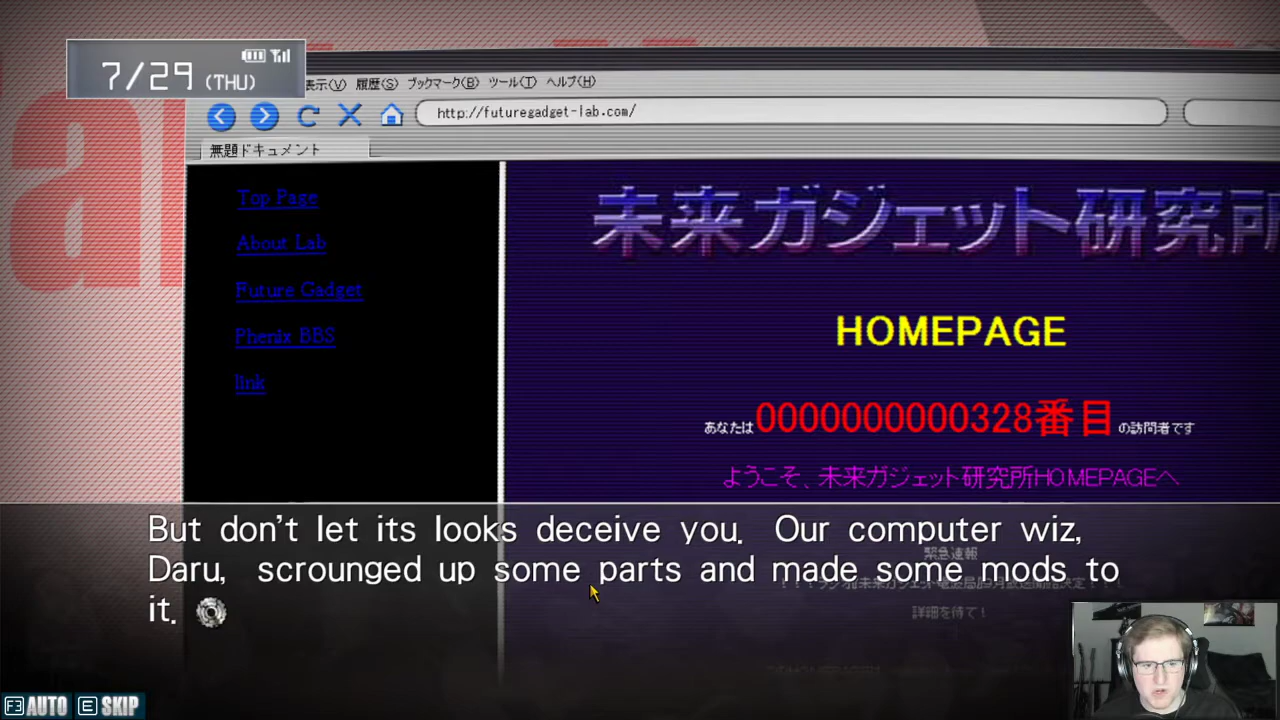 7/29 (THU)
表示(V) 履歴(S) ブックマーク(B) ツール(T) ヘルプ(H)
http://futuregadget-lab.com/
無題ドキュメント
Top Page
About Lab
Future Gadget
Phenix BBS
link
未来ガジェット研究所
HOMEPAGE
あなたは0000000000328番目の訪問者です
ようこそ、未来ガジェット研究所HOMEPAGEへ
緊急速報
詳細を待て！
But don't let its looks deceive you. Our computer wiz,
Daru, scrounged up some parts and made some mods to
it.
F3 AUTO E SKIP